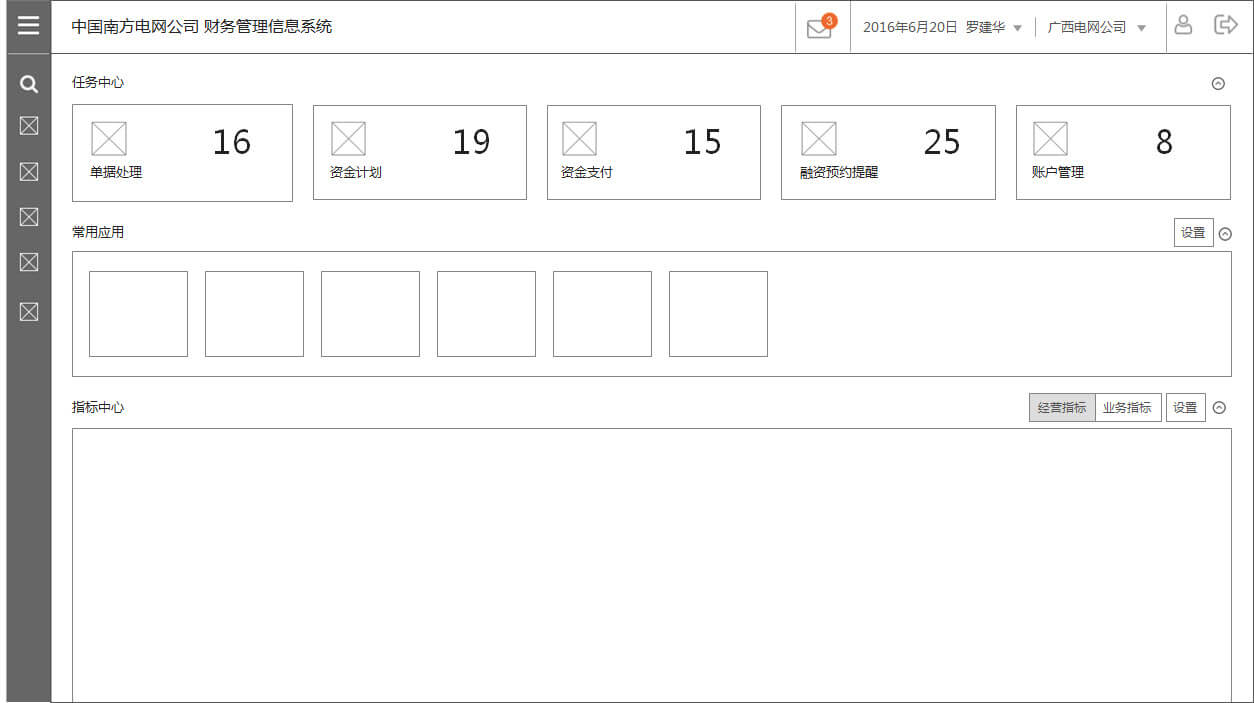 中国南方电网公司 财务管理信息系统
3
2016年6月20日 罗建华
广西电网公司
任务中心
16
单据处理
19
资金计划
15
资金支付
25
融资预约提醒
8
账户管理
常用应用
设置
指标中心
经营指标
业务指标
设置